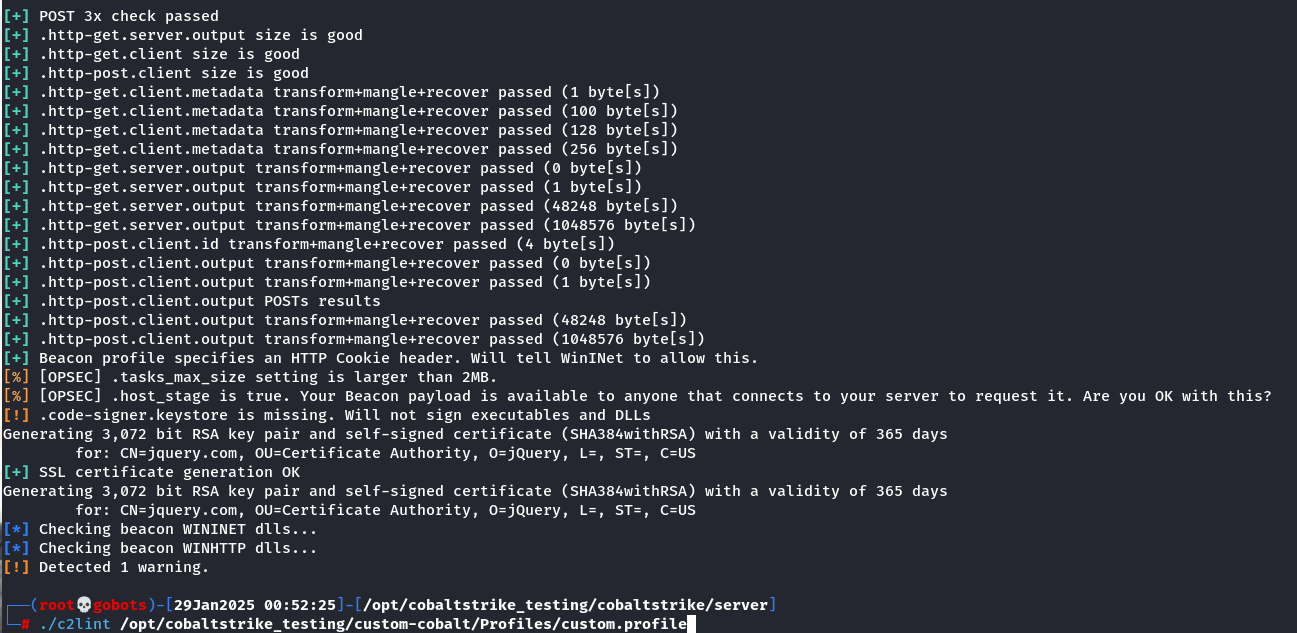 [+] POST 3x check passed
[+] .http-get.server.output size is good
[+] .http-get.client size is good
[+] .http-post.client size is good
[+] .http-get.client.metadata transform+mangle+recover passed (1 byte[s])
[+] .http-get.client.metadata transform+mangle+recover passed (100 byte[s])
[+] .http-get.client.metadata transform+mangle+recover passed (128 byte[s])
[+] .http-get.client.metadata transform+mangle+recover passed (256 byte[s])
[+] .http-get.server.output transform+mangle+recover passed (0 byte[s])
[+] .http-get.server.output transform+mangle+recover passed (1 byte[s])
[+] .http-get.server.output transform+mangle+recover passed (48248 byte[s])
[+] .http-get.server.output transform+mangle+recover passed (1048576 byte[s])
[+] .http-post.client.id transform+mangle+recover passed (4 byte[s])
[+] .http-post.client.output transform+mangle+recover passed (0 byte[s])
[+] .http-post.client.output transform+mangle+recover passed (1 byte[s])
[+] .http-post.client.output POSTs results
[+] .http-post.client.output transform+mangle+recover passed (48248 byte[s])
[+] .http-post.client.output transform+mangle+recover passed (1048576 byte[s])
[+] Beacon profile specifies an HTTP Cookie header. Will tell WinINet to allow this.
[%] [OPSEC] .tasks_max_size setting is larger than 2MB.
[%] [OPSEC] .host_stage is true. Your Beacon payload is available to anyone that connects to your server to request it. Are you OK with this?
[!] .code-signer.keystore is missing. Will not sign executables and DLLs
Generating 3,072 bit RSA key pair and self-signed certificate (SHA384withRSA) with a validity of 365 days
        for: CN=jquery.com, OU=Certificate Authority, O=jQuery, L=, ST=, C=US
[+] SSL certificate generation OK
Generating 3,072 bit RSA key pair and self-signed certificate (SHA384withRSA) with a validity of 365 days
        for: CN=jquery.com, OU=Certificate Authority, O=jQuery, L=, ST=, C=US
[*] Checking beacon WININET dlls...
[*] Checking beacon WINHTTP dlls...
[!] Detected 1 warning.

┌──(root💀gobots)-[29Jan2025 00:52:25]-[/opt/cobaltstrike_testing/cobaltstrike/server]
└─# ./c2lint /opt/cobaltstrike_testing/custom-cobalt/Profiles/custom.profile